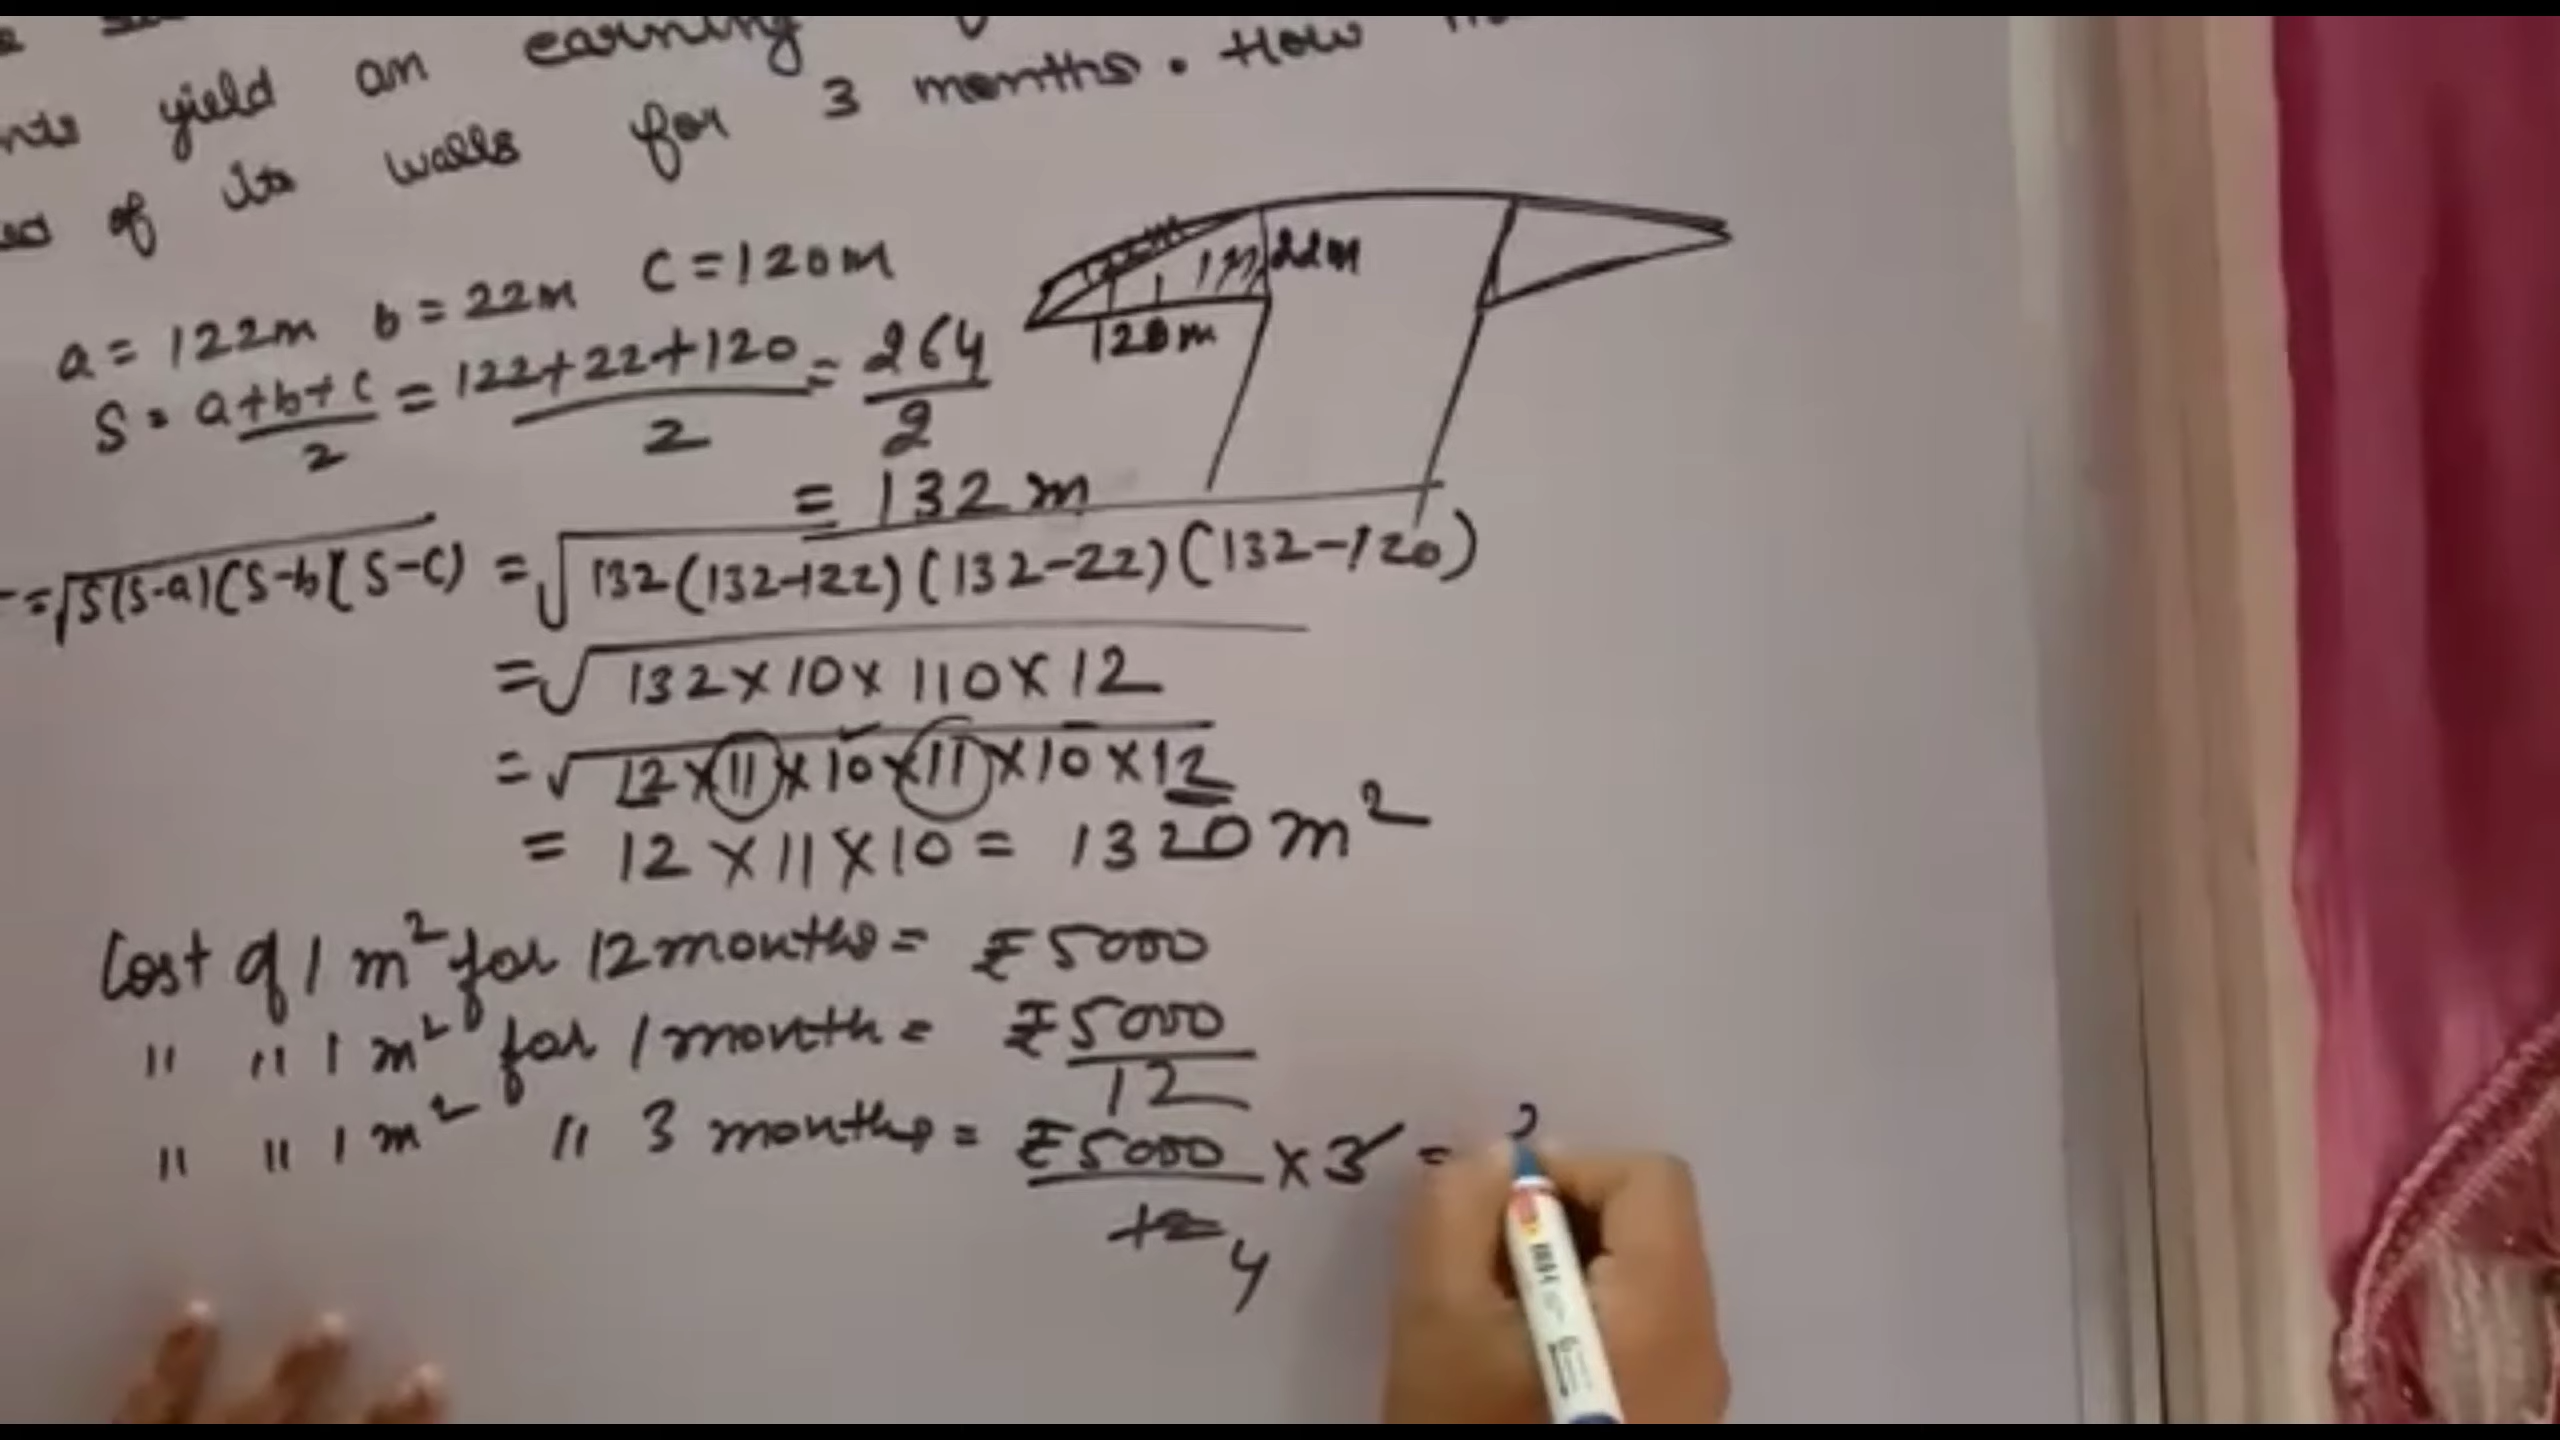 yield an earning
of its walls for 3 months. How
a = 122m b = 22m C = 120m
22m
120m
S = a+b+c/2 = 122+22+120/2 = 264/2
= 132 m
= √S(S-a)(S-b)(S-c) = √132(132-122)(132-22)(132-120)
= √132×10×110×12
= √12×11×10×11×10×12
= 12×11×10 = 1320 m²
Cost of 1 m² for 12 months = ₹5000
" " 1 m² for 1 month = ₹5000/12
" " 1 m² " 3 months = ₹5000/12 × 3 =
4